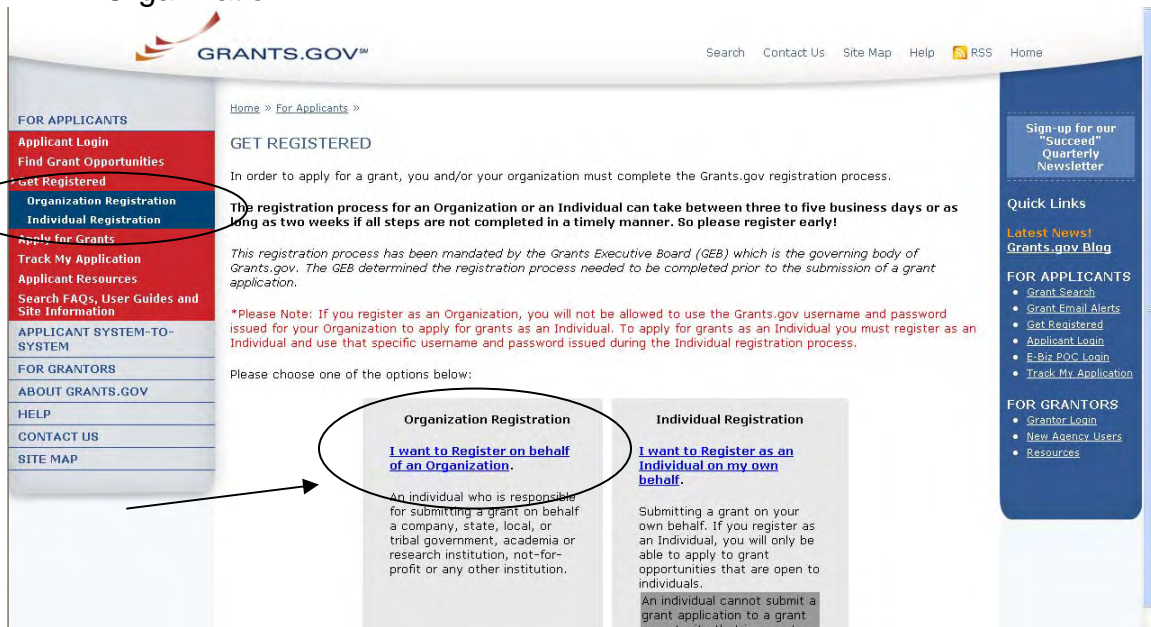 GRANTS.GOV℠
Search Contact Us Site Map Help RSS Home
FOR APPLICANTS
Applicant Login
Find Grant Opportunities
Get Registered
Organization Registration
Individual Registration
Apply for Grants
Track My Application
Applicant Resources
Search FAQs, User Guides and
Site Information
APPLICANT SYSTEM-TO-
SYSTEM
FOR GRANTORS
ABOUT GRANTS.GOV
HELP
CONTACT US
SITE MAP
Home » For Applicants »
GET REGISTERED
In order to apply for a grant, you and/or your organization must complete the Grants.gov registration process.
The registration process for an Organization or an Individual can take between three to five business days or as
long as two weeks if all steps are not completed in a timely manner. So please register early!
This registration process has been mandated by the Grants Executive Board (GEB) which is the governing body of
Grants.gov. The GEB determined the registration process needed to be completed prior to the submission of a grant
application.
*Please Note: If you register as an Organization, you will not be allowed to use the Grants.gov username and password
issued for your Organization to apply for grants as an Individual. To apply for grants as an Individual you must register as an
Individual and use that specific username and password issued during the Individual registration process.
Please choose one of the options below:
Organization Registration
I want to Register on behalf
of an Organization.
An individual who is responsible
for submitting a grant on behalf
a company, state, local, or
tribal government, academia or
research institution, not-for-
profit or any other institution.
Individual Registration
I want to Register as an
Individual on my own
behalf.
Submitting a grant on your
own behalf. If you register as
an Individual, you will only be
able to apply to grant
opportunities that are open to
individuals.
An individual cannot submit a
grant application to a grant
Sign-up for our
"Succeed"
Quarterly
Newsletter
Quick Links
Latest News!
Grants.gov Blog
FOR APPLICANTS
Grant Search
Grant Email Alerts
Get Registered
Applicant Login
E-Biz POC Login
Track My Application
FOR GRANTORS
Grantor Login
New Agency Users
Resources